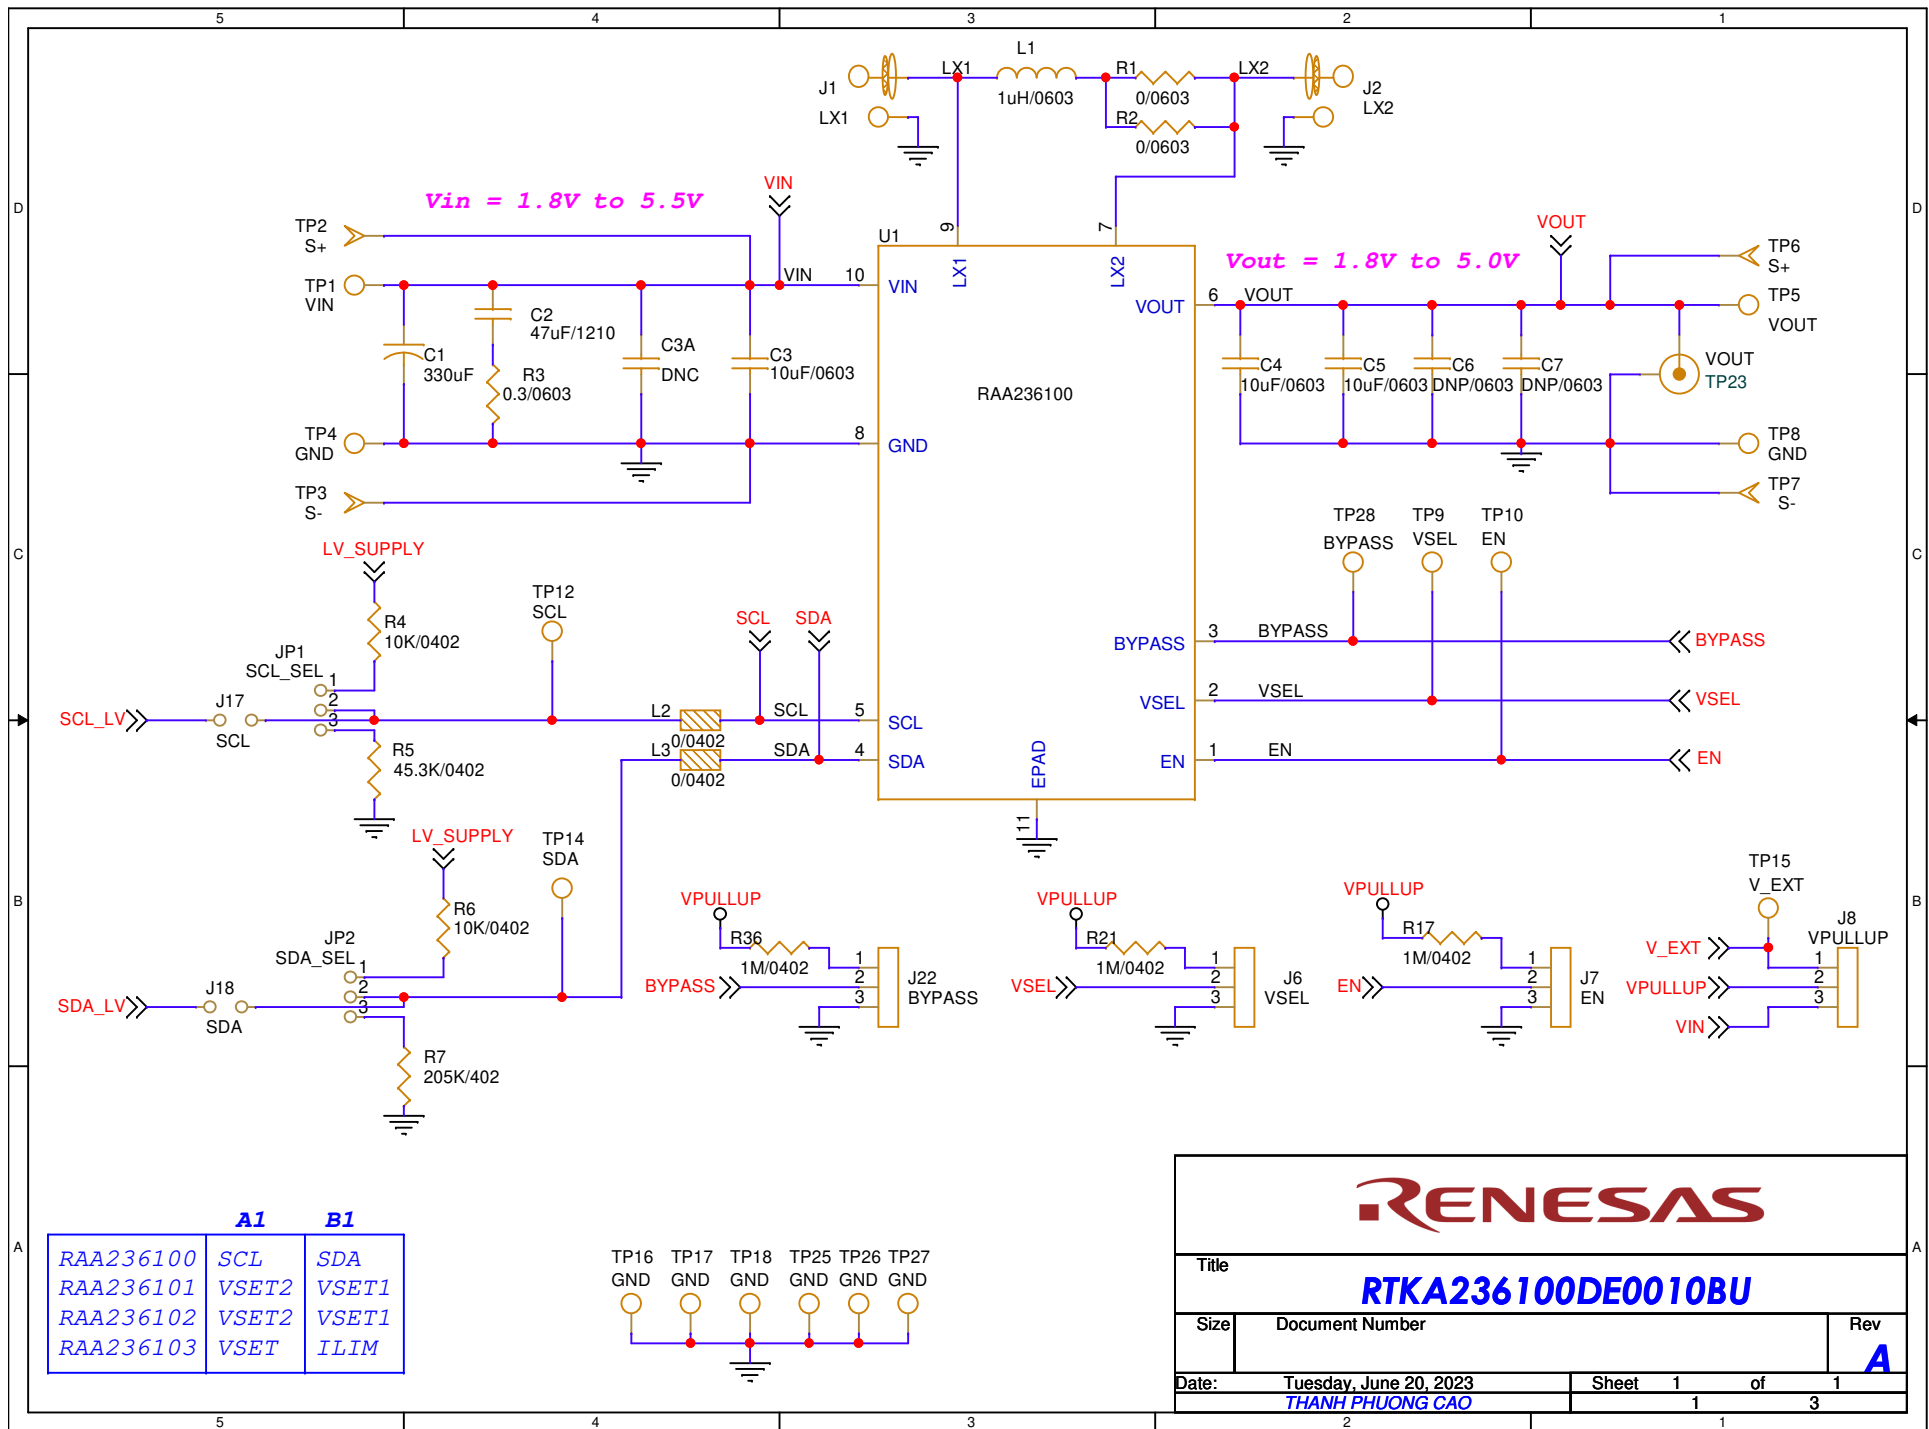 5 4 3 2 1
D
C
B
A
D
C
B
A
J1
LX1
LX1
L1
1uH/0603
R1
0/0603
R2
0/0603
LX2
J2
LX2
Vin = 1.8V to 5.5V
VIN
TP2
S+
TP1
VIN
C1
330uF
C2
47uF/1210
R3
0.3/0603
C3A
DNC
C3
10uF/0603
VIN
TP4
GND
TP3
S-
U1
RAA236100
9
LX1
7
LX2
10
VIN
8
GND
5
SCL
4
SDA
EPAD
11
6
VOUT
3
BYPASS
2
VSEL
1
EN
Vout = 1.8V to 5.0V
VOUT
VOUT
C4
10uF/0603
C5
10uF/0603
C6
DNP/0603
C7
DNP/0603
TP6
S+
TP5
VOUT
VOUT
TP23
TP8
GND
TP7
S-
TP28
BYPASS
TP9
VSEL
TP10
EN
BYPASS
BYPASS
VSEL
VSEL
EN
EN
LV_SUPPLY
R4
10K/0402
JP1
SCL_SEL
1
2
3
SCL_LV
J17
SCL
R5
45.3K/0402
TP12
SCL
SCL
SDA
L2
0/0402
SCL
L3
0/0402
SDA
LV_SUPPLY
R6
10K/0402
JP2
SDA_SEL
1
2
3
SDA_LV
J18
SDA
R7
205K/402
TP14
SDA
VPULLUP
R36
1M/0402
BYPASS
1
2
3
J22
BYPASS
VPULLUP
R21
1M/0402
VSEL
1
2
3
J6
VSEL
VPULLUP
R17
1M/0402
EN
1
2
3
J7
EN
TP15
V_EXT
V_EXT
VPULLUP
VIN
J8
VPULLUP
1
2
3
A1 B1
RAA236100 SCL SDA
RAA236101 VSET2 VSET1
RAA236102 VSET2 VSET1
RAA236103 VSET ILIM
TP16 TP17 TP18 TP25 TP26 TP27
GND GND GND GND GND GND
RENESAS
Title
RTKA236100DE0010BU
Size Document Number Rev
A
Date: Tuesday, June 20, 2023 Sheet 1 of 1
THANH PHUONG CAO 1 3
5 4 3 2 1